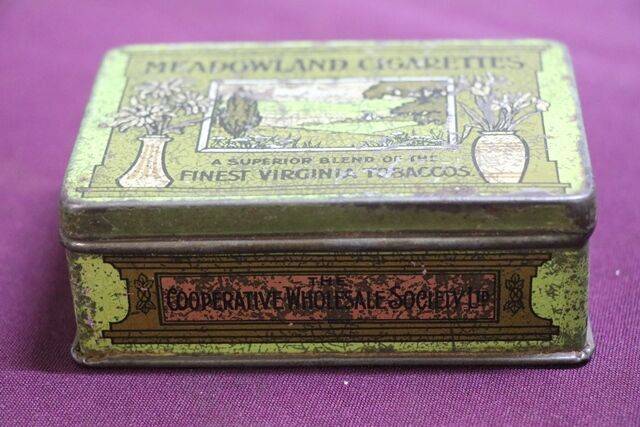 MEADOWLAND CIGARETTES
A SUPERIOR BLEND OF THE
FINEST VIRGINIA TOBACCOS.
THE
COOPERATIVE WHOLESALE SOCIETY LTD